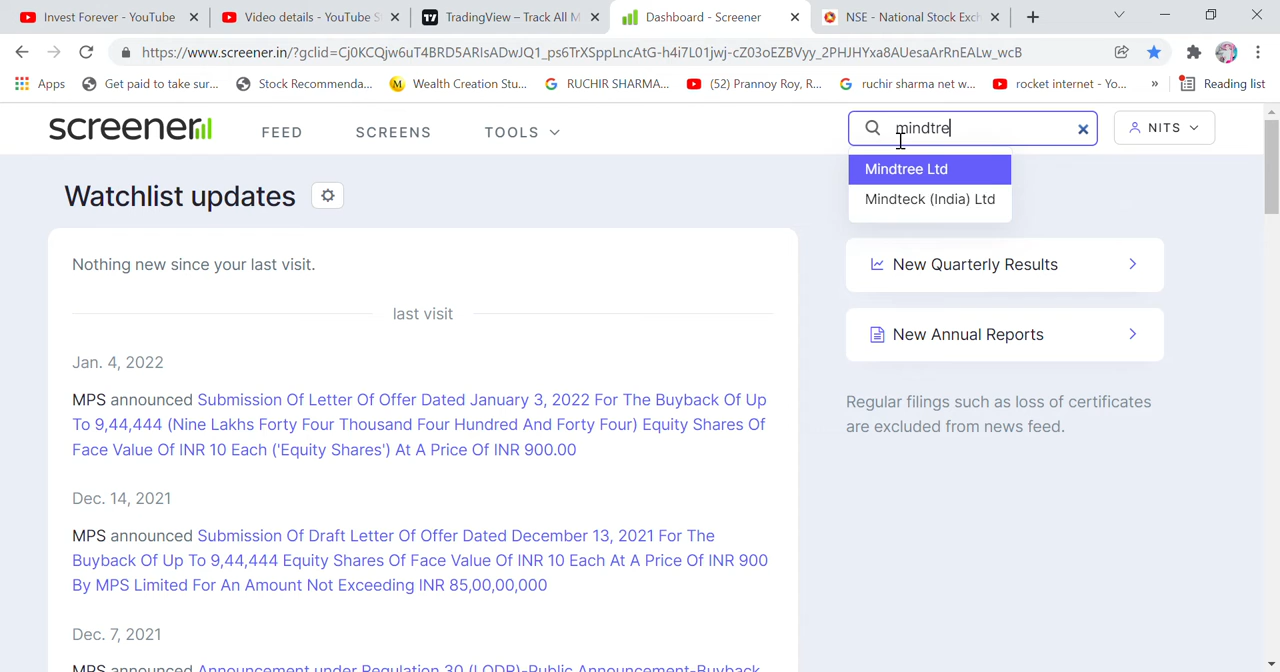 Invest Forever - YouTube
Video details - YouTube S
TradingView – Track All M
Dashboard - Screener
NSE - National Stock Exch
https://www.screener.in/?gclid=Cj0KCQjw6uT4BRD5ARIsADwJQ1_ps6TrXSppLncAtG-h4i7L01jwj-cZ03oEZBVyy_2PHJHYxa8AUesaArRnEALw_wcB
Apps
Get paid to take sur...
Stock Recommenda...
Wealth Creation Stu...
RUCHIR SHARMA...
(52) Prannoy Roy, R...
ruchir sharma net w...
rocket internet - Yo...
»
Reading list
screener
FEED
SCREENS
TOOLS
mindtre
NITS
Mindtree Ltd
Mindteck (India) Ltd
Watchlist updates
Nothing new since your last visit.
last visit
New Quarterly Results
New Annual Reports
Regular filings such as loss of certificates
are excluded from news feed.
Jan. 4, 2022
MPS announced Submission Of Letter Of Offer Dated January 3, 2022 For The Buyback Of Up
To 9,44,444 (Nine Lakhs Forty Four Thousand Four Hundred And Forty Four) Equity Shares Of
Face Value Of INR 10 Each ('Equity Shares') At A Price Of INR 900.00
Dec. 14, 2021
MPS announced Submission Of Draft Letter Of Offer Dated December 13, 2021 For The
Buyback Of Up To 9,44,444 Equity Shares Of Face Value Of INR 10 Each At A Price Of INR 900
By MPS Limited For An Amount Not Exceeding INR 85,00,00,000
Dec. 7, 2021
MPS announced Announcement under Regulation 30 (LODR)-Public Announcement-Buyback